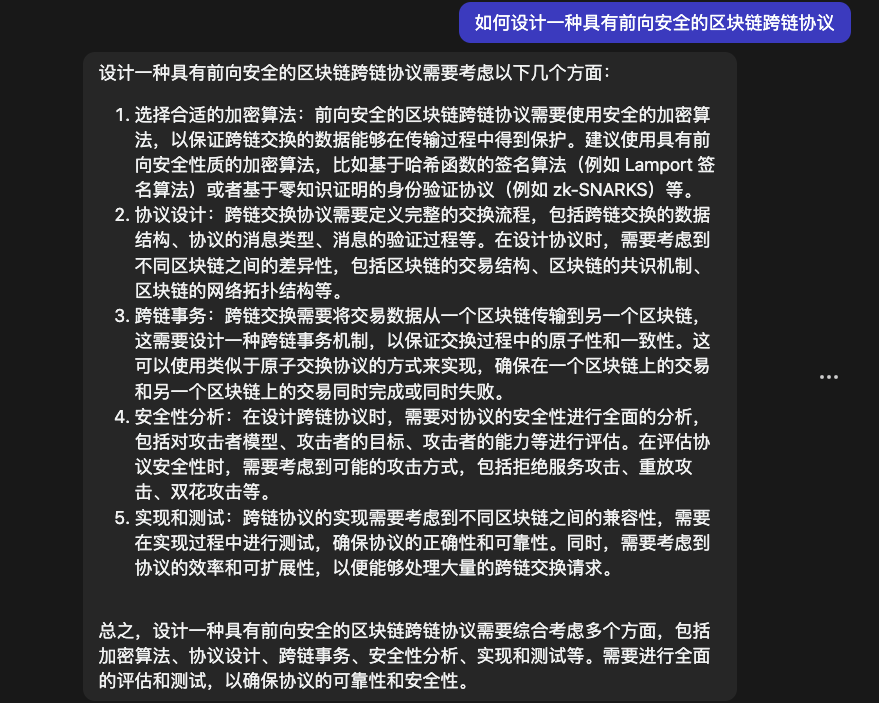 如何设计一种具有前向安全的区块链跨链协议
设计一种具有前向安全的区块链跨链协议需要考虑以下几个方面：
1. 选择合适的加密算法：前向安全的区块链跨链协议需要使用安全的加密算
法，以保证跨链交换的数据能够在传输过程中得到保护。建议使用具有前
向安全性质的加密算法，比如基于哈希函数的签名算法（例如 Lamport 签
名算法）或者基于零知识证明的身份验证协议（例如 zk-SNARKS）等。
2. 协议设计：跨链交换协议需要定义完整的交换流程，包括跨链交换的数据
结构、协议的消息类型、消息的验证过程等。在设计协议时，需要考虑到
不同区块链之间的差异性，包括区块链的交易结构、区块链的共识机制、
区块链的网络拓扑结构等。
3. 跨链事务：跨链交换需要将交易数据从一个区块链传输到另一个区块链，
这需要设计一种跨链事务机制，以保证交换过程中的原子性和一致性。这
可以使用类似于原子交换协议的方式来实现，确保在一个区块链上的交易
和另一个区块链上的交易同时完成或同时失败。
4. 安全性分析：在设计跨链协议时，需要对协议的安全性进行全面的分析，
包括对攻击者模型、攻击者的目标、攻击者的能力等进行评估。在评估协
议安全性时，需要考虑到可能的攻击方式，包括拒绝服务攻击、重放攻
击、双花攻击等。
5. 实现和测试：跨链协议的实现需要考虑到不同区块链之间的兼容性，需要
在实现过程中进行测试，确保协议的正确性和可靠性。同时，需要考虑到
协议的效率和可扩展性，以便能够处理大量的跨链交换请求。
总之，设计一种具有前向安全的区块链跨链协议需要综合考虑多个方面，包括
加密算法、协议设计、跨链事务、安全性分析、实现和测试等。需要进行全面
的评估和测试，以确保协议的可靠性和安全性。